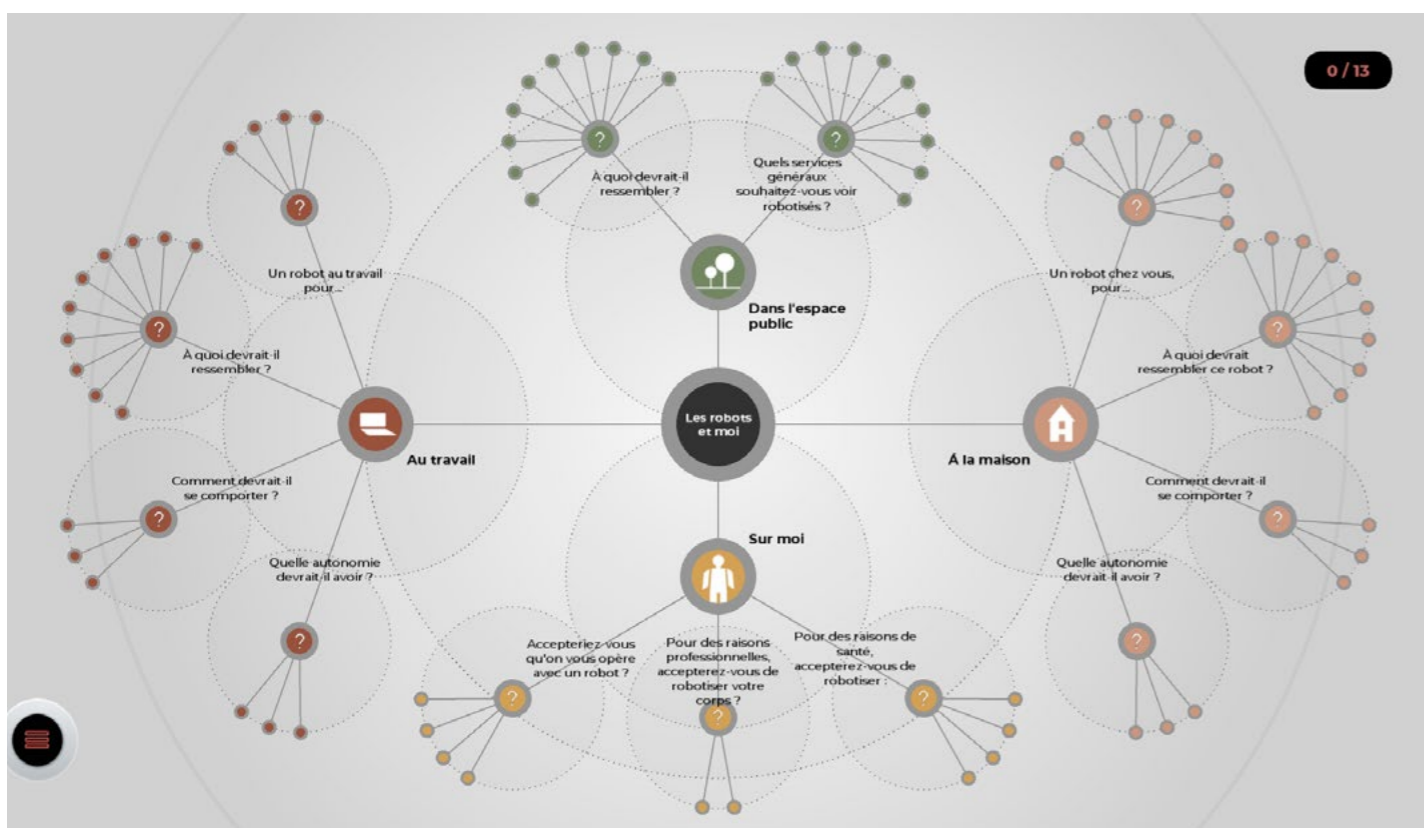 0 / 13
À quoi devrait-il
ressembler ?
Quels services
généraux
souhaitez-vous voir
robotisés ?
Dans l'espace
public
Un robot au travail
pour...
À quoi devrait-il
ressembler ?
Comment devrait-il
se comporter ?
Quelle autonomie
devrait-il avoir ?
Au travail
Les robots
et moi
Un robot chez vous,
pour...
À quoi devrait
ressembler ce robot ?
Á la maison
Comment devrait-il
se comporter ?
Quelle autonomie
devrait-il avoir ?
Sur moi
Accepteriez-vous
qu'on vous opère
avec un robot ?
Pour des raisons
professionnelles,
accepterez-vous de
robotiser votre
corps ?
Pour des raisons de
santé,
accepterez-vous de
robotiser :
?
?
?
?
?
?
?
?
?
?
?
?
?